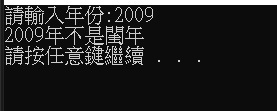 請輸入年份:2009
2009年不是閏年
請按任意鍵繼續 . . .